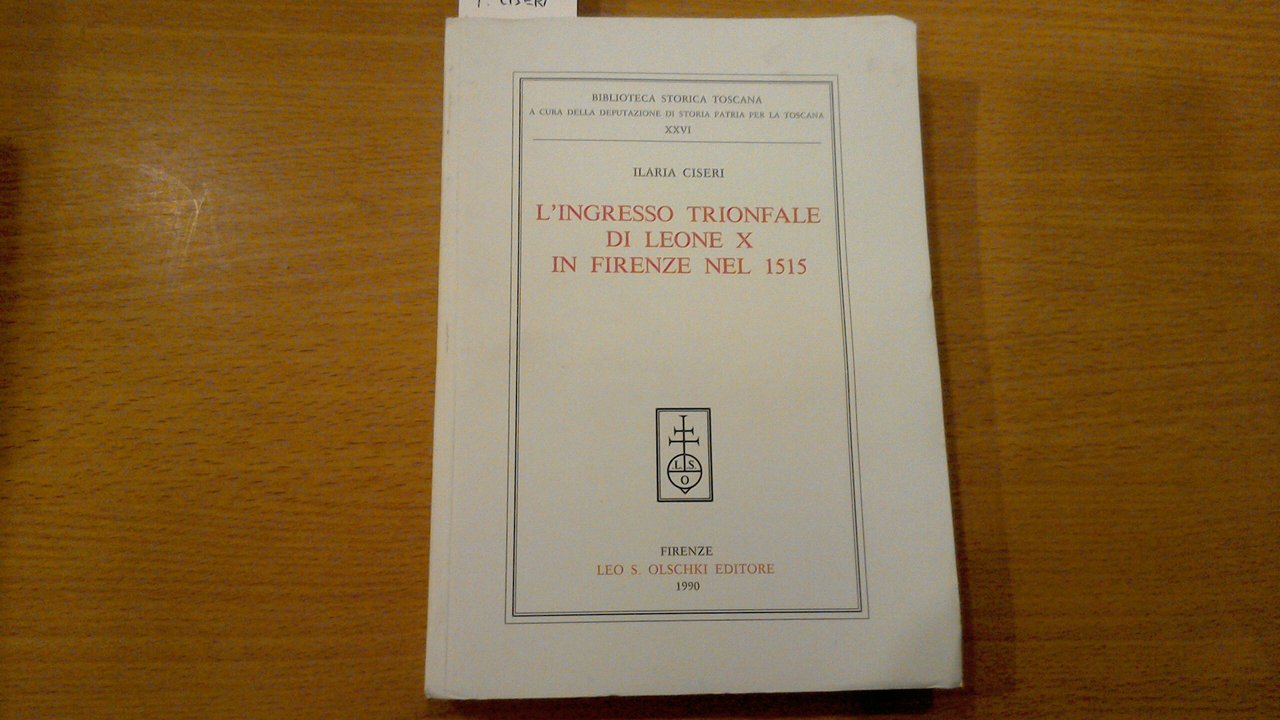 I. CISERI
BIBLIOTECA STORICA TOSCANA
A CURA DELLA DEPUTAZIONE DI STORIA PATRIA PER LA TOSCANA
XXVI
ILARIA CISERI
L'INGRESSO TRIONFALE
DI LEONE X
IN FIRENZE NEL 1515
L S
O
FIRENZE
LEO S. OLSCHKI EDITORE
1990